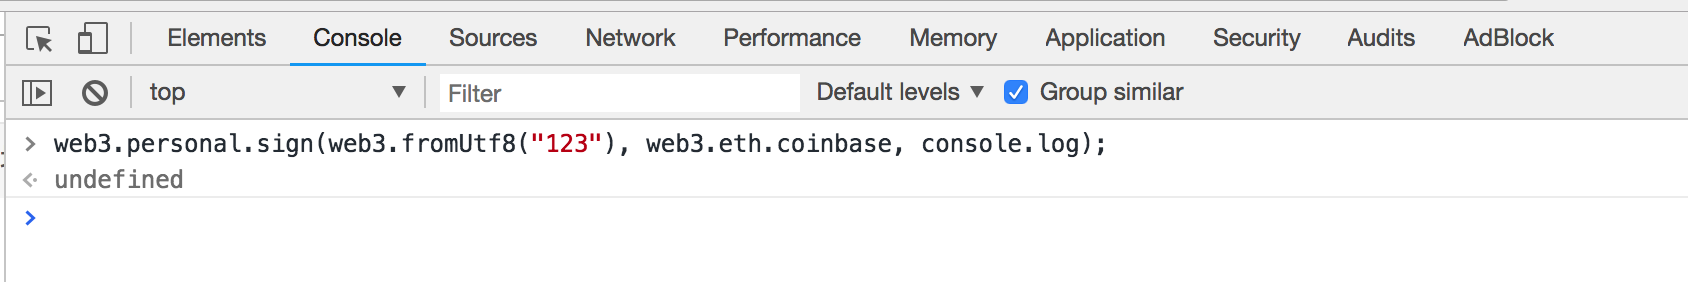 Elements Console Sources Network Performance Memory Application Security Audits AdBlock
top Filter Default levels Group similar
web3.personal.sign(web3.fromUtf8("123"), web3.eth.coinbase, console.log);
undefined